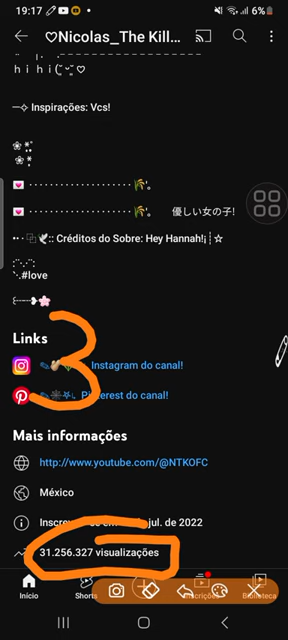 19:17
6%
♡Nicolas_The Kill...
h i h i (˘ᵕ˘)♡
─✧ Inspirações: Vcs!
優しい女の子!
:: Créditos do Sobre: Hey Hannah!¡┊☆
#love
Links
3
Instagram do canal!
Pinterest do canal!
Mais informações
http://www.youtube.com/@NTKOFC
México
jul. de 2022
31.256.327 visualizações
Início
Shorts
Inscrições
Biblioteca